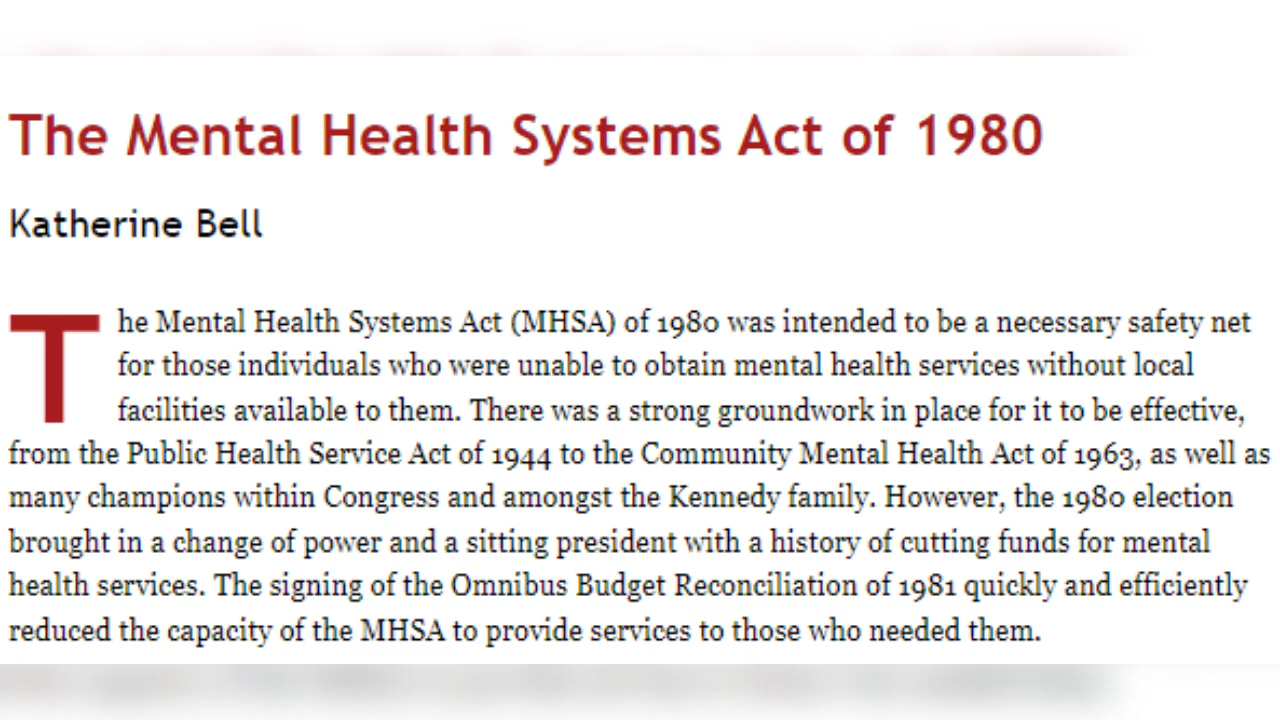 The Mental Health Systems Act of 1980
Katherine Bell
The Mental Health Systems Act (MHSA) of 1980 was intended to be a necessary safety net
for those individuals who were unable to obtain mental health services without local
facilities available to them. There was a strong groundwork in place for it to be effective,
from the Public Health Service Act of 1944 to the Community Mental Health Act of 1963, as well as
many champions within Congress and amongst the Kennedy family. However, the 1980 election
brought in a change of power and a sitting president with a history of cutting funds for mental
health services. The signing of the Omnibus Budget Reconciliation of 1981 quickly and efficiently
reduced the capacity of the MHSA to provide services to those who needed them.